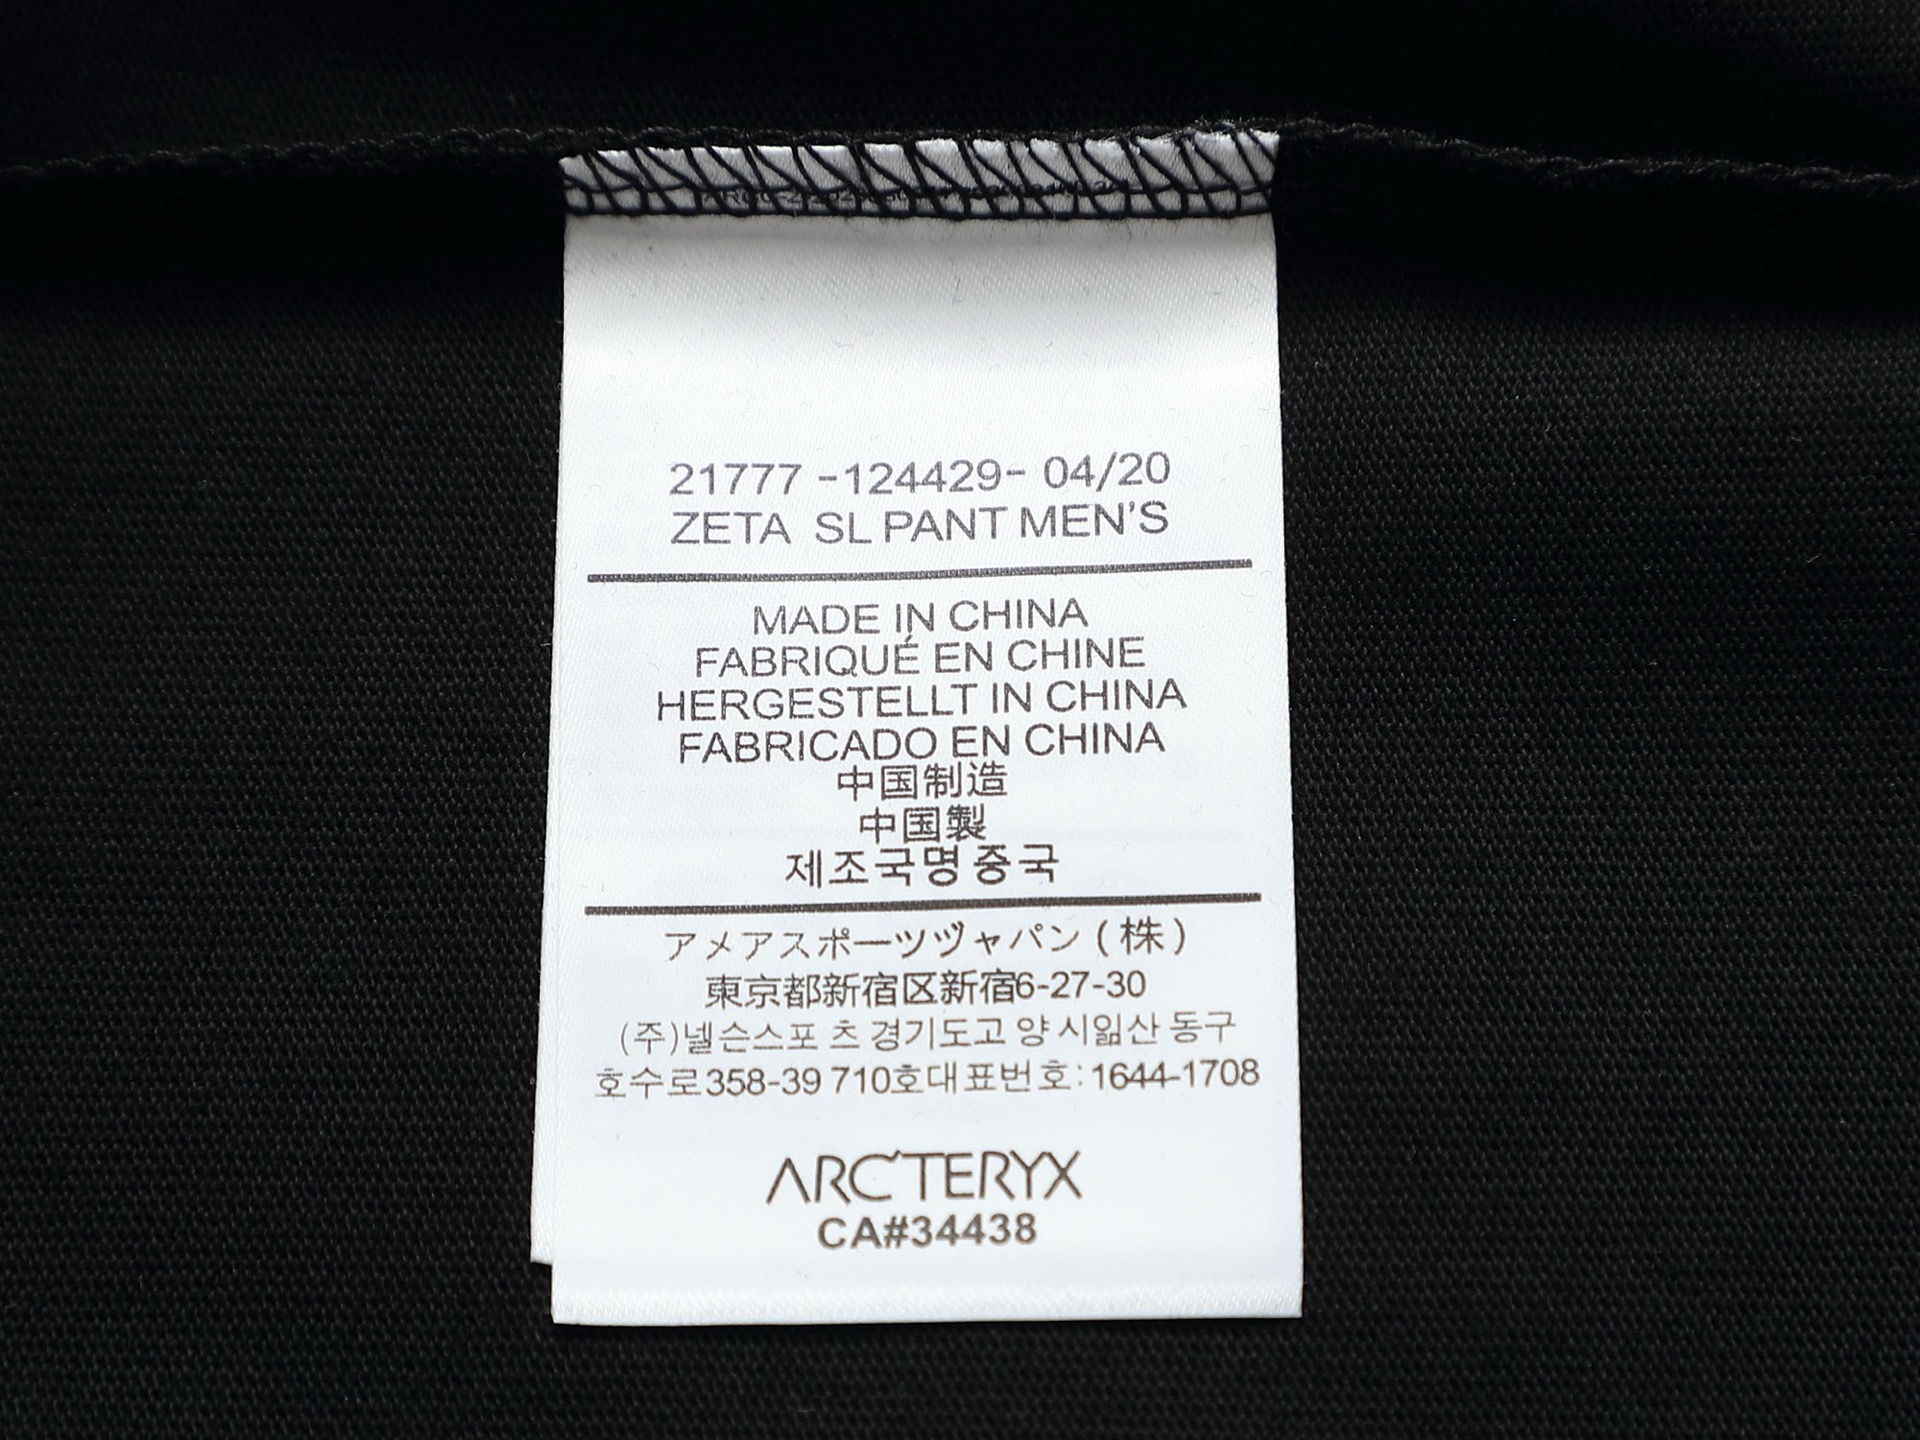 21777 -124429- 04/20
ZETA SL PANT MEN'S
MADE IN CHINA
FABRIQUÉ EN CHINE
HERGESTELLT IN CHINA
FABRICADO EN CHINA
中国制造
中国製
제조국명 중국
アメアスポーツヅャパン(株)
東京都新宿区新宿6-27-30
(주)넬슨스포 츠 경기도고 양 시잂산 동구
호수로358-39 710호대표번호:1644-1708
ARC'TERYX
CA#34438